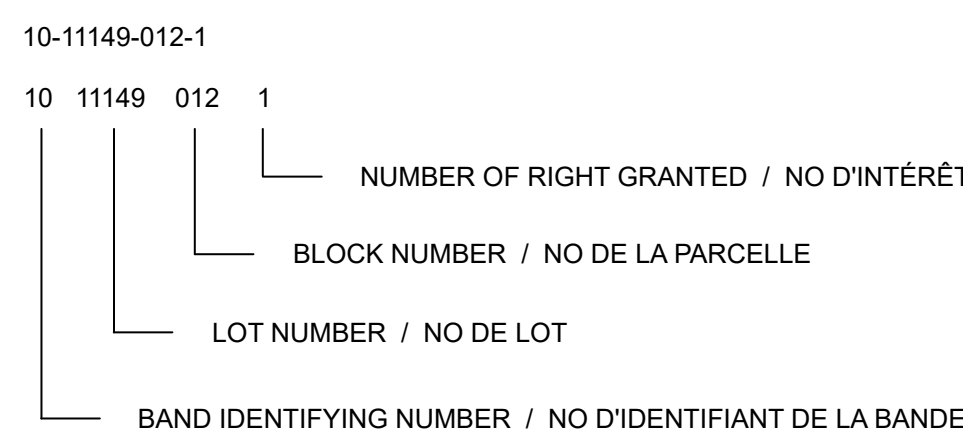 10-11149-012-1
10 11149 012 1
NUMBER OF RIGHT GRANTED / NO D'INTÉRÊT
BLOCK NUMBER / NO DE LA PARCELLE
LOT NUMBER / NO DE LOT
BAND IDENTIFYING NUMBER / NO D'IDENTIFIANT DE LA BANDE